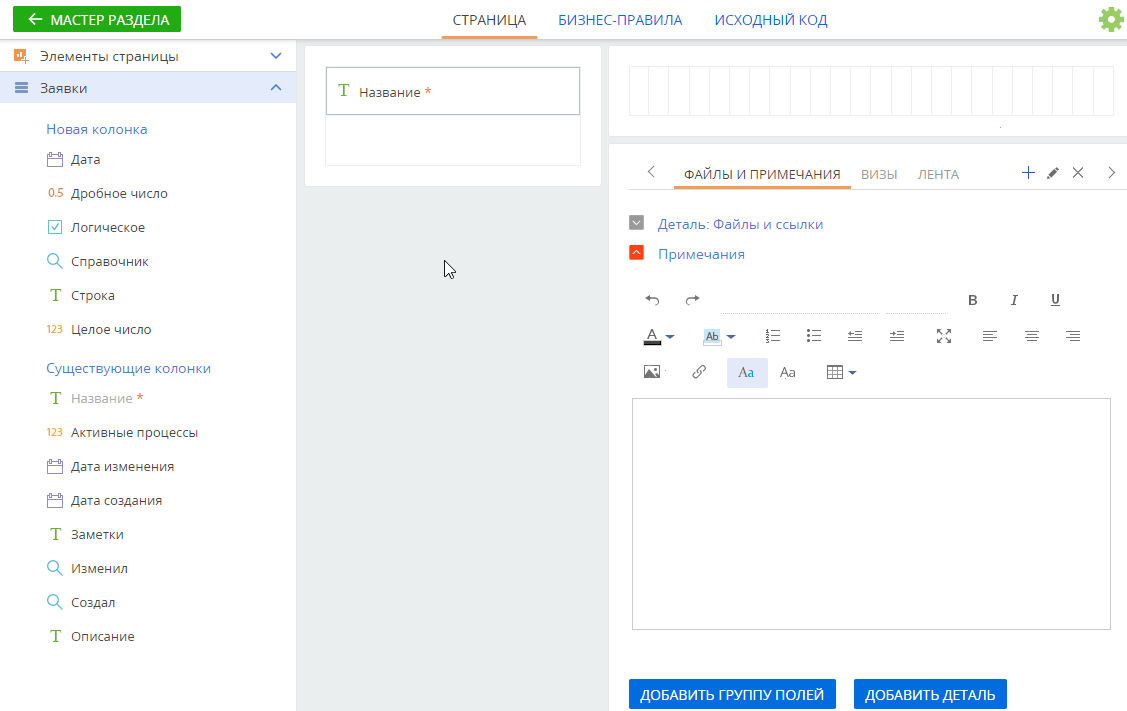 МАСТЕР РАЗДЕЛА
СТРАНИЦА БИЗНЕС-ПРАВИЛА ИСХОДНЫЙ КОД
Элементы страницы
Заявки
Новая колонка
Дата
0.5 Дробное число
Логическое
Справочник
T Строка
123 Целое число
Существующие колонки
T Название *
123 Активные процессы
Дата изменения
Дата создания
T Заметки
Изменил
Создал
T Описание
T Название *
ФАЙЛЫ И ПРИМЕЧАНИЯ ВИЗЫ ЛЕНТА
Деталь: Файлы и ссылки
Примечания
B I U
A Ab
Aa Aa
ДОБАВИТЬ ГРУППУ ПОЛЕЙ ДОБАВИТЬ ДЕТАЛЬ